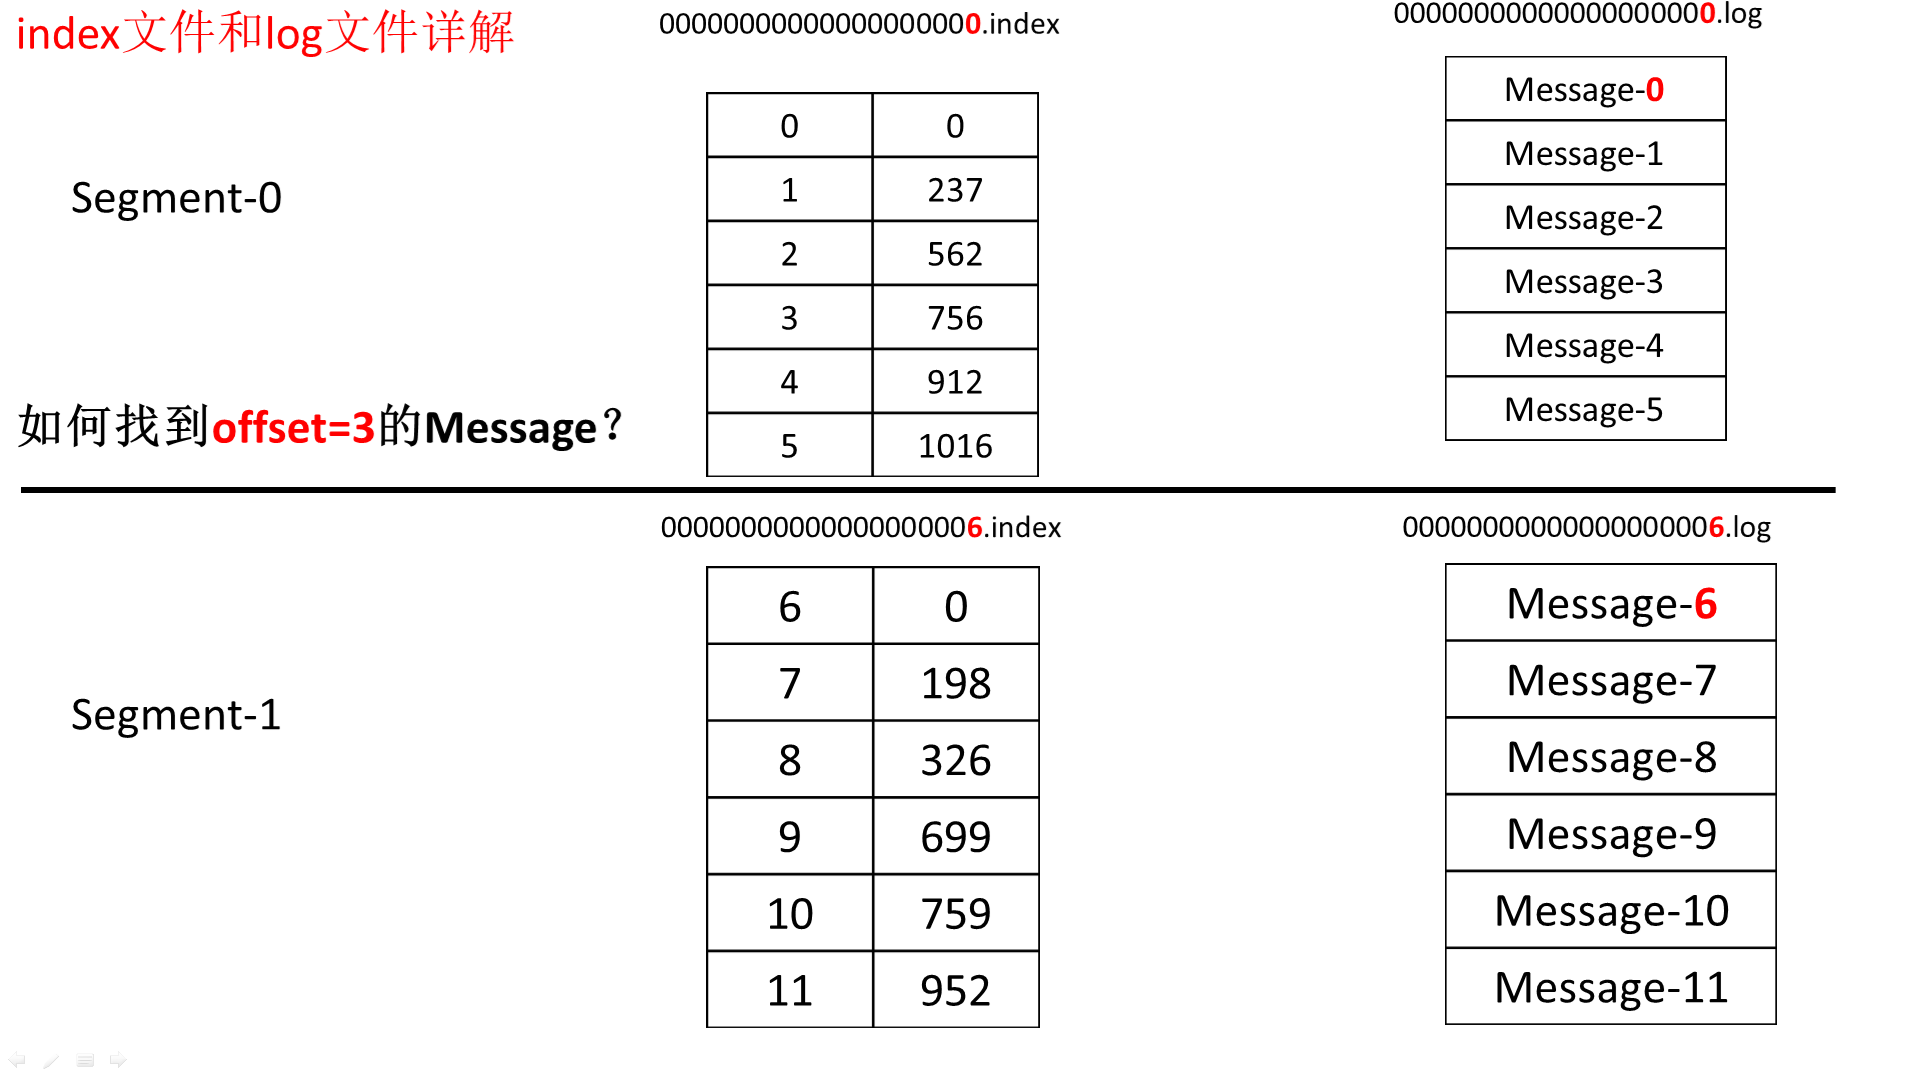 index文件和log文件详解
00000000000000000000.index
00000000000000000000.log
Segment-0
0 0
1 237
2 562
3 756
4 912
5 1016
Message-0
Message-1
Message-2
Message-3
Message-4
Message-5
如何找到offset=3的Message？
00000000000000000006.index
00000000000000000006.log
Segment-1
6 0
7 198
8 326
9 699
10 759
11 952
Message-6
Message-7
Message-8
Message-9
Message-10
Message-11